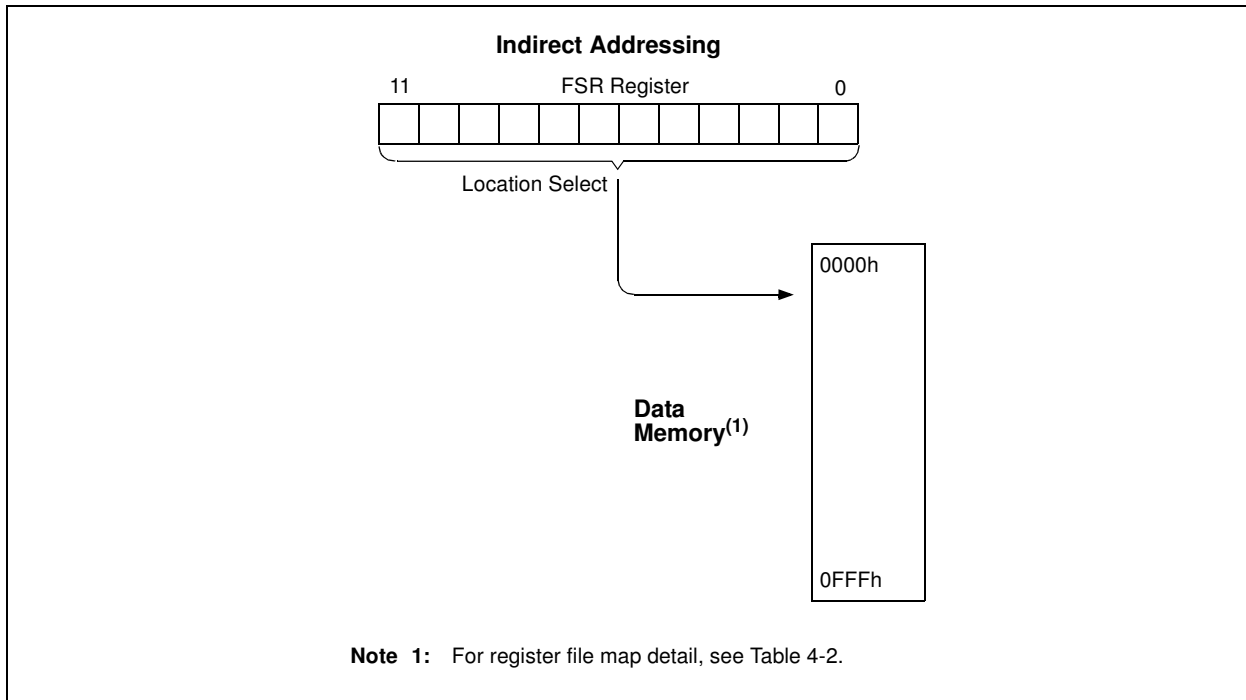 Indirect Addressing
11 FSR Register 0
Location Select
0000h
Data
Memory(1)
0FFFh
Note 1: For register file map detail, see Table 4-2.